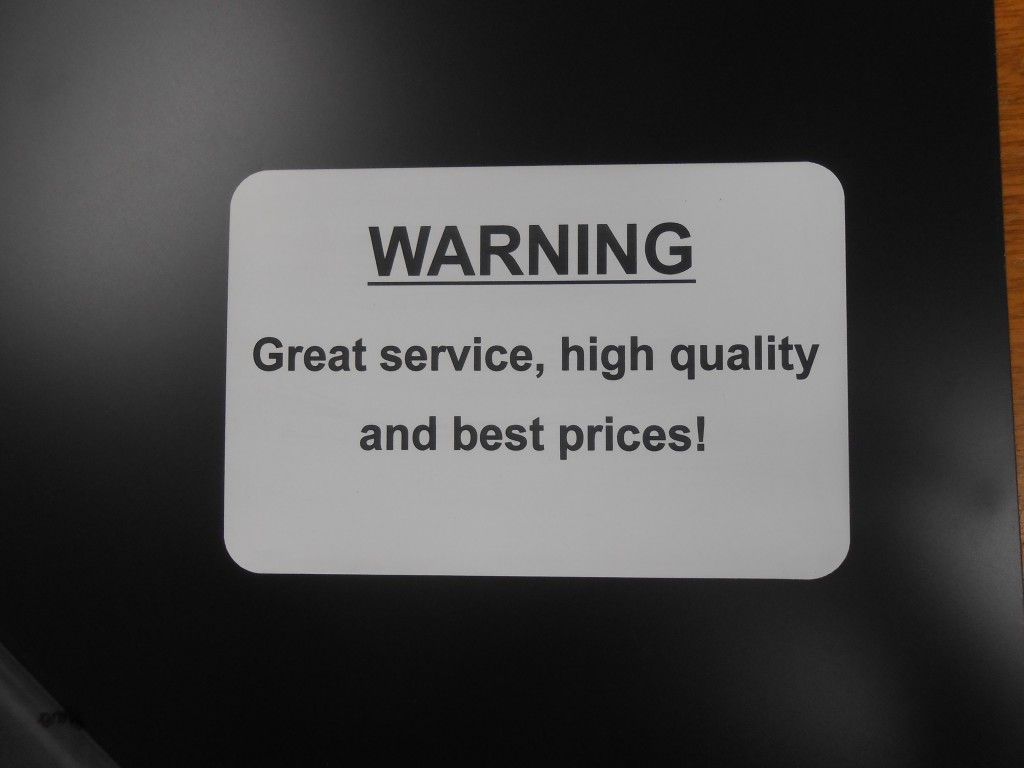 WARNING
Great service, high quality
and best prices!